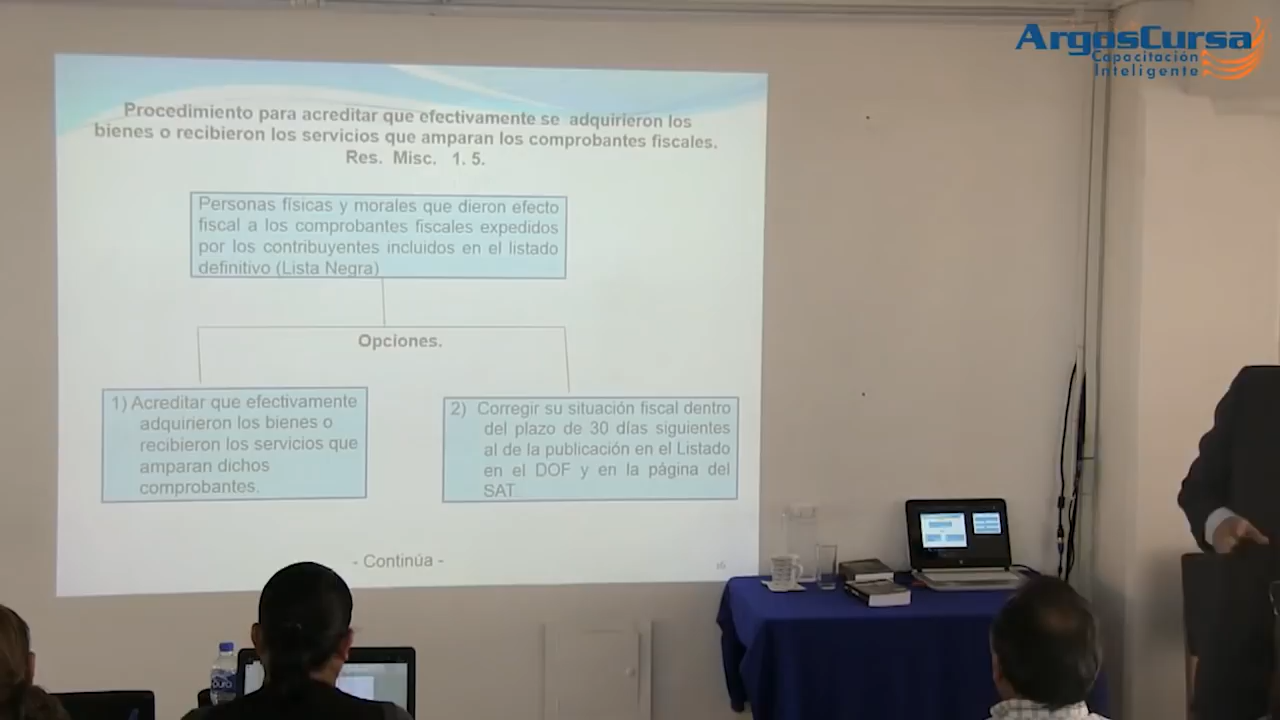 ArgosCursa
Capacitación
Inteligente
Procedimiento para acreditar que efectivamente se adquirieron los
bienes o recibieron los servicios que amparan los comprobantes fiscales.
Res. Misc. 1. 5.
Personas físicas y morales que dieron efecto
fiscal a los comprobantes fiscales expedidos
por los contribuyentes incluidos en el listado
definitivo (Lista Negra)
Opciones.
1) Acreditar que efectivamente
adquirieron los bienes o
recibieron los servicios que
amparan dichos
comprobantes.
2) Corregir su situación fiscal dentro
del plazo de 30 días siguientes
al de la publicación en el Listado
en el DOF y en la página del
SAT.
- Continúa -
16